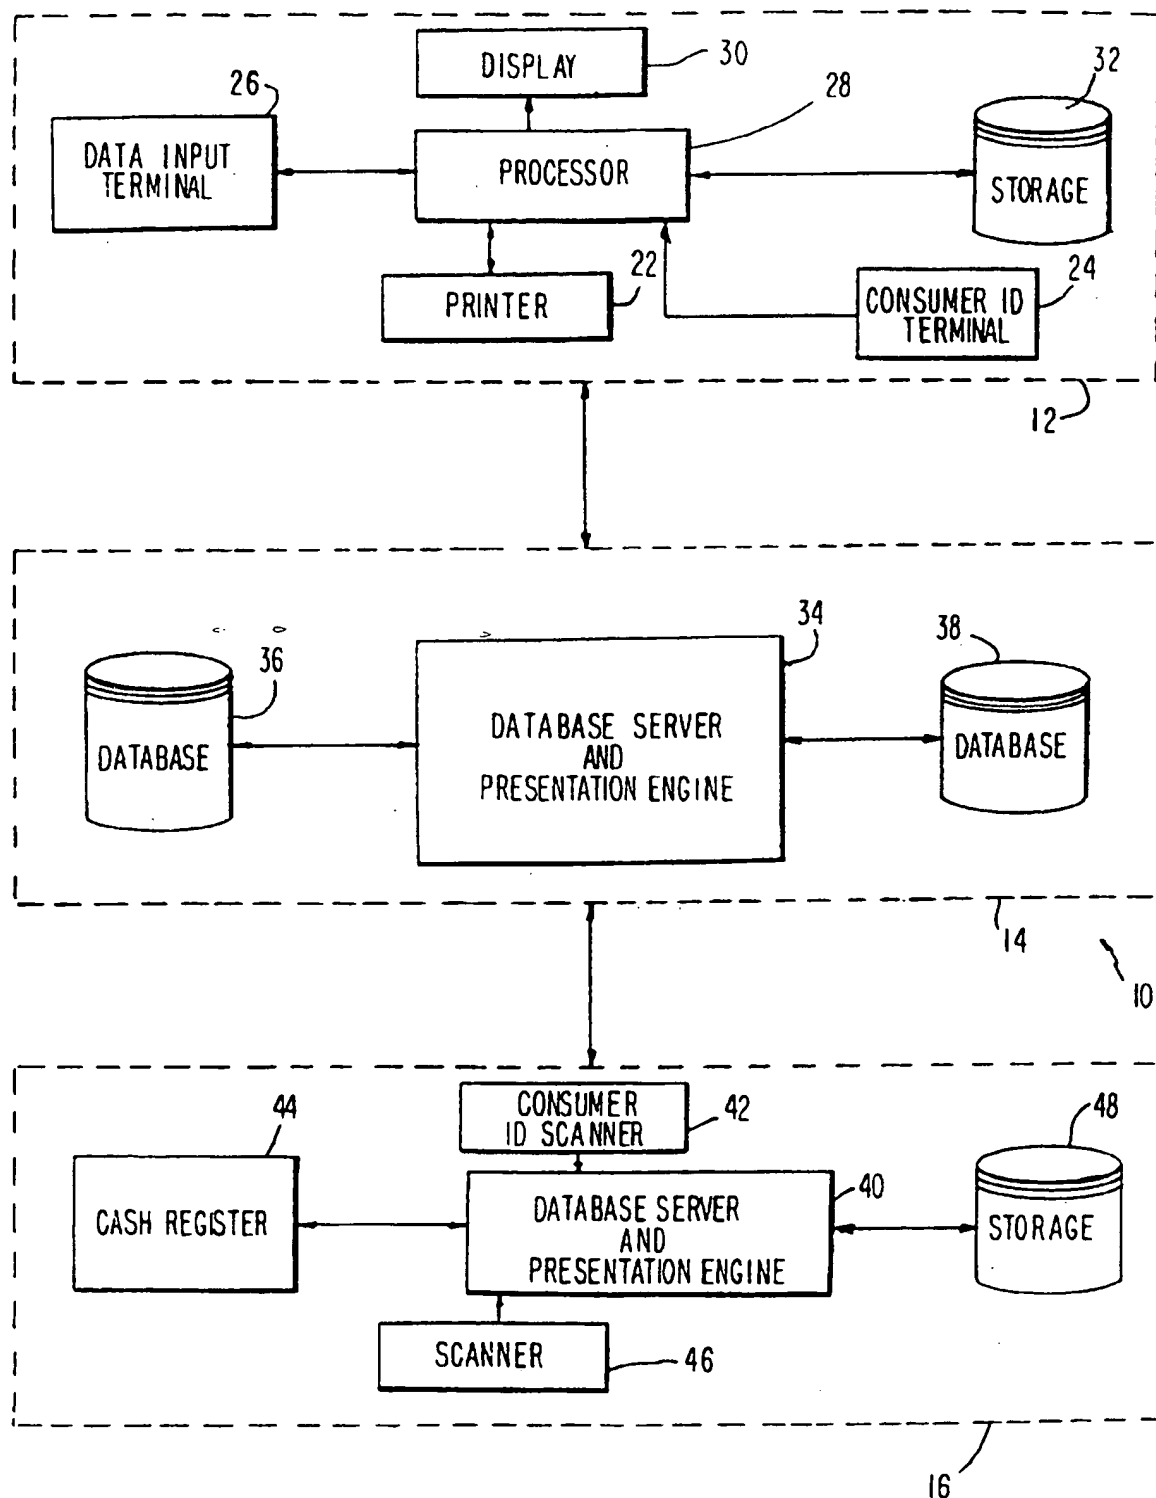 DISPLAY
30
26
28
32
DATA INPUT
TERMINAL
PROCESSOR
STORAGE
22
24
PRINTER
CONSUMER ID
TERMINAL
12
34
38
36
DATABASE SERVER
AND
PRESENTATION ENGINE
DATABASE
DATABASE
14
10
44
CONSUMER
ID SCANNER
42
48
40
CASH REGISTER
DATABASE SERVER
AND
PRESENTATION ENGINE
STORAGE
SCANNER
46
16